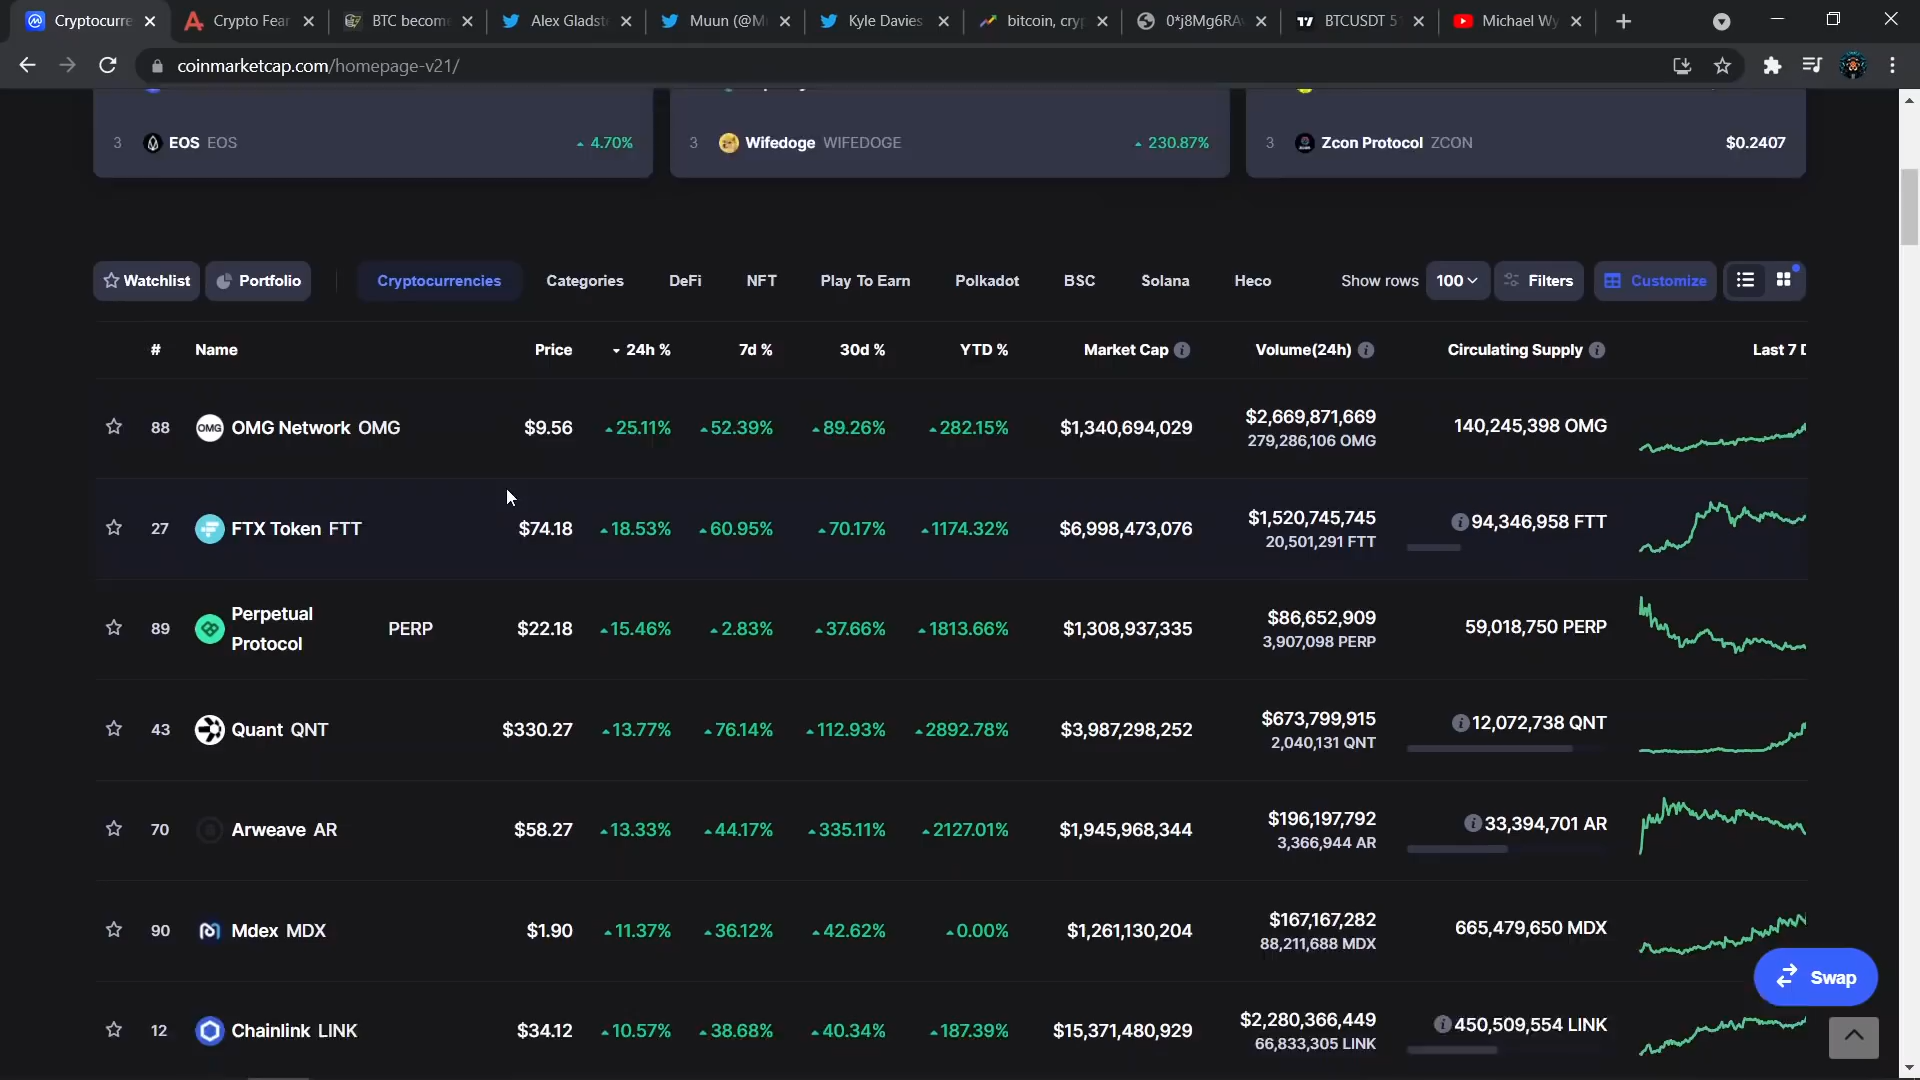 Cryptocurre
Crypto Fear
BTC becom
Alex Gladst
Muun (@M
Kyle Davies
bitcoin, cryp
0*j8Mg6RA
BTCUSDT 5
Michael Wy
coinmarketcap.com/homepage-v21/
3 EOS EOS 4.70%
3 Wifedoge WIFEDOGE 230.87%
3 Zcon Protocol ZCON $0.2407
Watchlist Portfolio Cryptocurrencies Categories DeFi NFT Play To Earn Polkadot BSC Solana Heco Show rows 100 Filters Customize
# Name Price 24h % 7d % 30d % YTD % Market Cap Volume(24h) Circulating Supply Last 7 D
88 OMG Network OMG $9.56 25.11% 52.39% 89.26% 282.15% $1,340,694,029 $2,669,871,669 140,245,398 OMG
279,286,106 OMG
27 FTX Token FTT $74.18 18.53% 60.95% 70.17% 1174.32% $6,998,473,076 $1,520,745,745 94,346,958 FTT
20,501,291 FTT
89 Perpetual Protocol PERP $22.18 15.46% 2.83% 37.66% 1813.66% $1,308,937,335 $86,652,909 59,018,750 PERP
3,907,098 PERP
43 Quant QNT $330.27 13.77% 76.14% 112.93% 2892.78% $3,987,298,252 $673,799,915 12,072,738 QNT
2,040,131 QNT
70 Arweave AR $58.27 13.33% 44.17% 335.11% 2127.01% $1,945,968,344 $196,197,792 33,394,701 AR
3,366,944 AR
90 Mdex MDX $1.90 11.37% 36.12% 42.62% 0.00% $1,261,130,204 $167,167,282 665,479,650 MDX
88,211,688 MDX
Swap
12 Chainlink LINK $34.12 10.57% 38.68% 40.34% 187.39% $15,371,480,929 $2,280,366,449 450,509,554 LINK
66,833,305 LINK